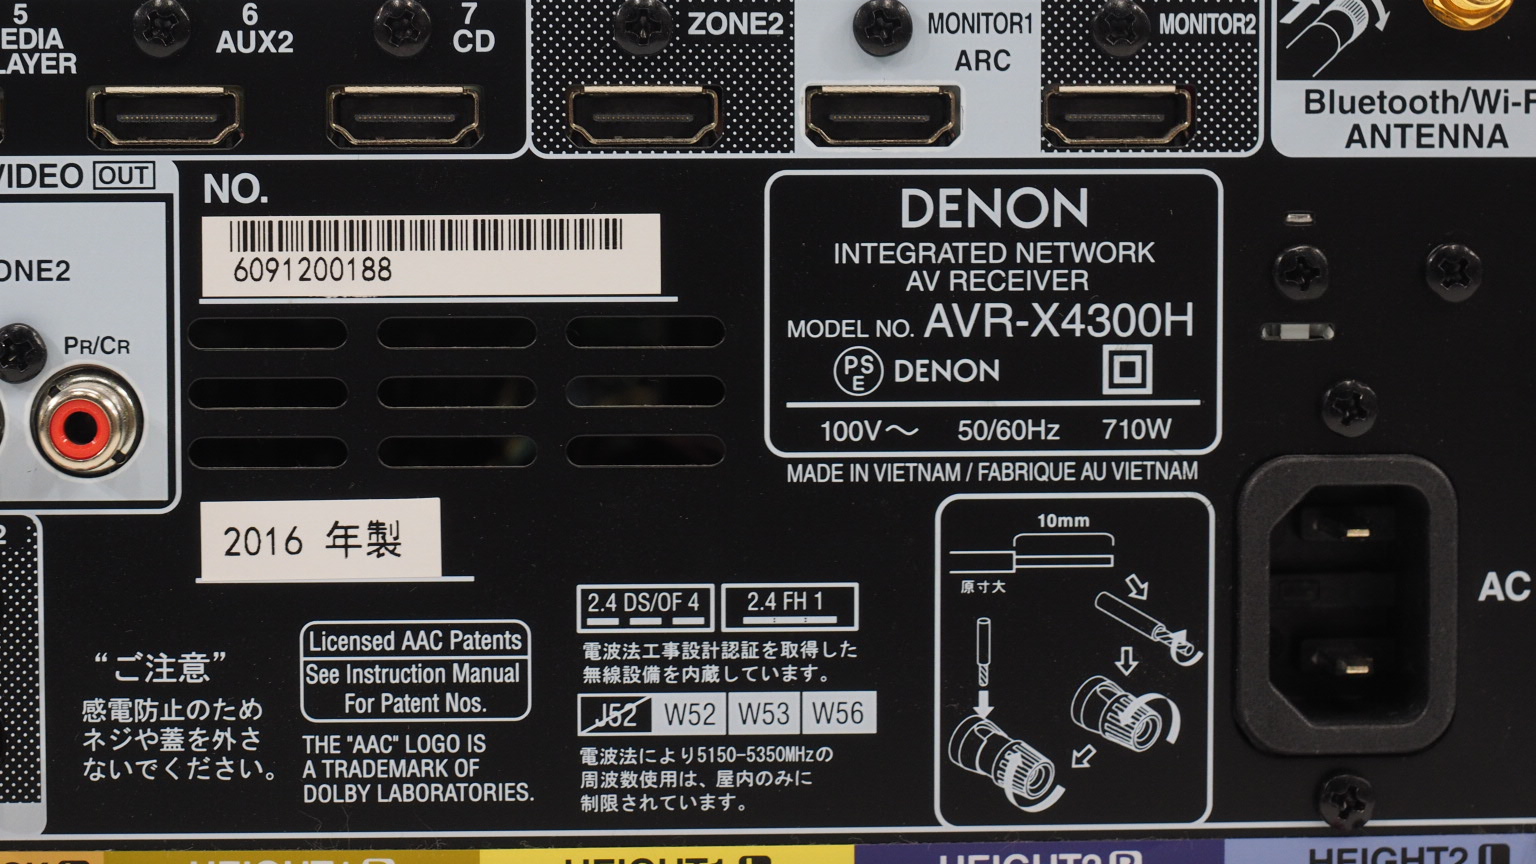 5
EDIA
LAYER
6
AUX2
7
CD
ZONE2
MONITOR1
ARC
MONITOR2
Bluetooth/Wi-F
ANTENNA
VIDEO OUT
NO.
6091200188
ONE2
PR/CR
DENON
INTEGRATED NETWORK
AV RECEIVER
MODEL NO. AVR-X4300H
PS
E
DENON
100V～ 50/60Hz 710W
MADE IN VIETNAM / FABRIQUE AU VIETNAM
2016 年製
10mm
原寸大
AC
2
“ご注意”
感電防止のため
ネジや蓋を外さ
ないでください。
Licensed AAC Patents
See Instruction Manual
For Patent Nos.
THE "AAC" LOGO IS
A TRADEMARK OF
DOLBY LABORATORIES.
2.4 DS/OF 4
2.4 FH 1
電波法工事設計認証を取得した
無線設備を内蔵しています。
J52 W52 W53 W56
電波法により5150-5350MHzの
周波数使用は、屋内のみに
制限されています。
HEIGHT1 R
HEIGHT1 L
HEIGHT2 R
HEIGHT2 L